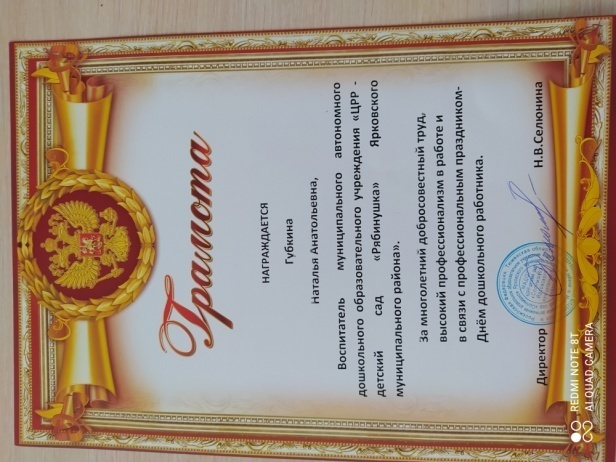 Грамота
НАГРАЖДАЕТСЯ
Губкина
Наталья Анатольевна,
Воспитатель муниципального автономного
дошкольного образовательного учреждения «ЦРР -
детский сад «Рябинушка» Ярковского
муниципального района».
За многолетний добросовестный труд,
высокий профессионализм в работе и
в связи с профессиональным праздником-
Днём дошкольного работника.
Директор Н.В.Селюнина
REDMI NOTE 8T
AI QUAD CAMERA